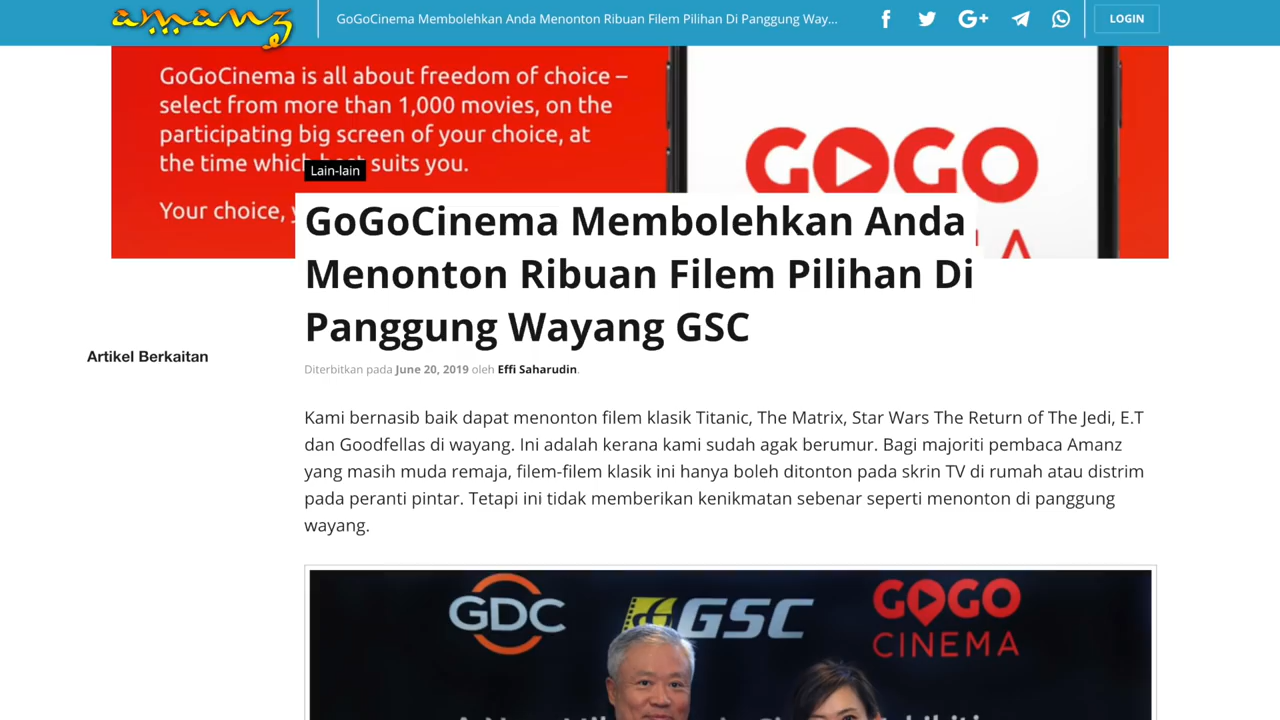 amanz
GoGoCinema Membolehkan Anda Menonton Ribuan Filem Pilihan Di Panggung Way...
LOGIN
GoGoCinema is all about freedom of choice –
select from more than 1,000 movies, on the
participating big screen of your choice, at
the time which best suits you.
Your choice,
GOGO
Lain-lain
GoGoCinema Membolehkan Anda
Menonton Ribuan Filem Pilihan Di
Panggung Wayang GSC
Artikel Berkaitan
Diterbitkan pada June 20, 2019 oleh Effi Saharudin.
Kami bernasib baik dapat menonton filem klasik Titanic, The Matrix, Star Wars The Return of The Jedi, E.T
dan Goodfellas di wayang. Ini adalah kerana kami sudah agak berumur. Bagi majoriti pembaca Amanz
yang masih muda remaja, filem-filem klasik ini hanya boleh ditonton pada skrin TV di rumah atau distrim
pada peranti pintar. Tetapi ini tidak memberikan kenikmatan sebenar seperti menonton di panggung
wayang.
GDC
GSC
GOGO
CINEMA